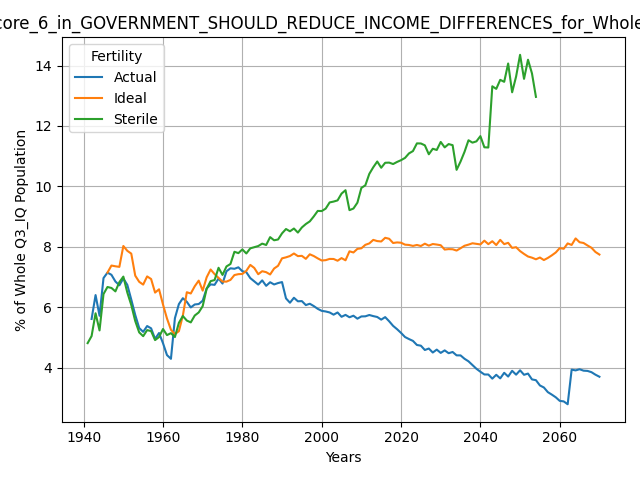 core_6_in_GOVERNMENT_SHOULD_REDUCE_INCOME_DIFFERENCES_for_Whole
Fertility
Actual
Ideal
Sterile
% of Whole Q3_IQ Population
14
12
10
8
6
4
1940 1960 1980 2000 2020 2040 2060
Years